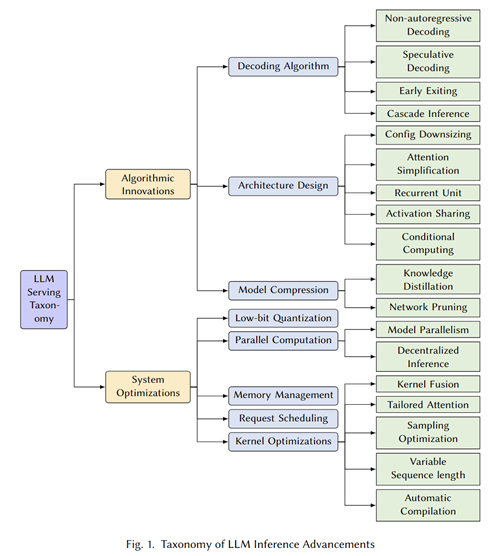 Non-autoregressive
Decoding
Speculative
Decoding
Decoding Algorithm
Early Exiting
Cascade Inference
Config Downsizing
Attention
Simplification
Algorithmic
Innovations
Architecture Design
Recurrent Unit
Activation Sharing
Conditional
Computing
Knowledge
Distillation
Model Compression
Network Pruning
LLM
Serving
Taxon-
omy
Low-bit Quantization
Parallel Computation
Model Parallelism
Decentralized
Inference
System
Optimizations
Memory Management
Request Scheduling
Kernel Optimizations
Kernel Fusion
Tailored Attention
Sampling
Optimization
Variable
Sequence length
Automatic
Compilation
Fig. 1. Taxonomy of LLM Inference Advancements